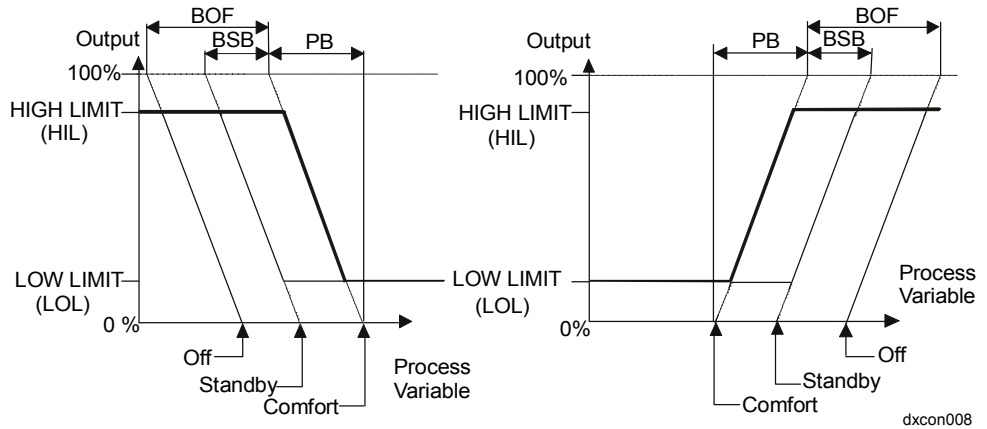 BOF
BSB
PB
Output
100%
HIGH LIMIT
(HIL)
LOW LIMIT
(LOL)
0 %
Off
Standby
Comfort
Process
Variable
BOF
PB
BSB
Output
100%
HIGH LIMIT
(HIL)
LOW LIMIT
(LOL)
0%
Process
Variable
Off
Standby
Comfort
dxcon008